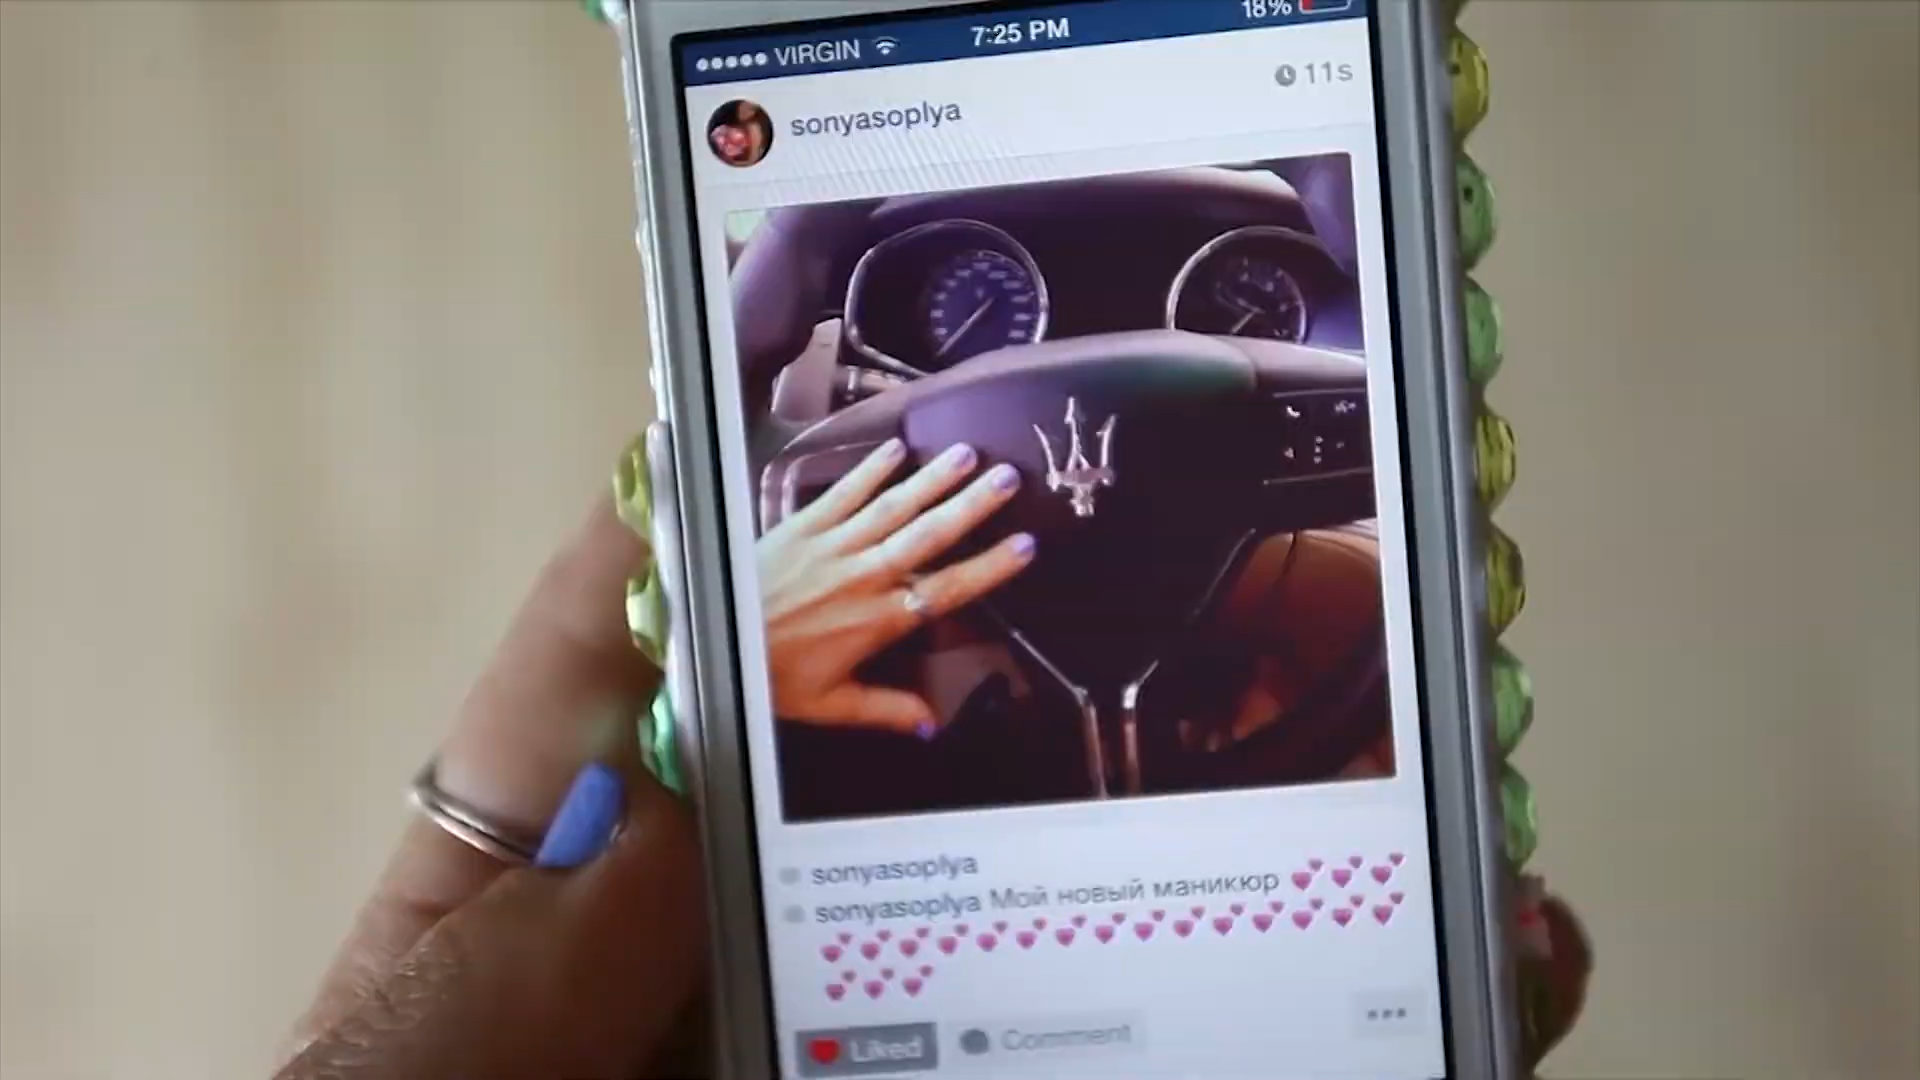 VIRGIN 7:25 PM 18%
11s
sonyasoplya
sonyasoplya
sonyasoplya Мой новый маникюр 💕💕💕
💕💕💕💕💕💕💕💕💕💕💕💕💕💕💕
💕💕💕
Liked Comment